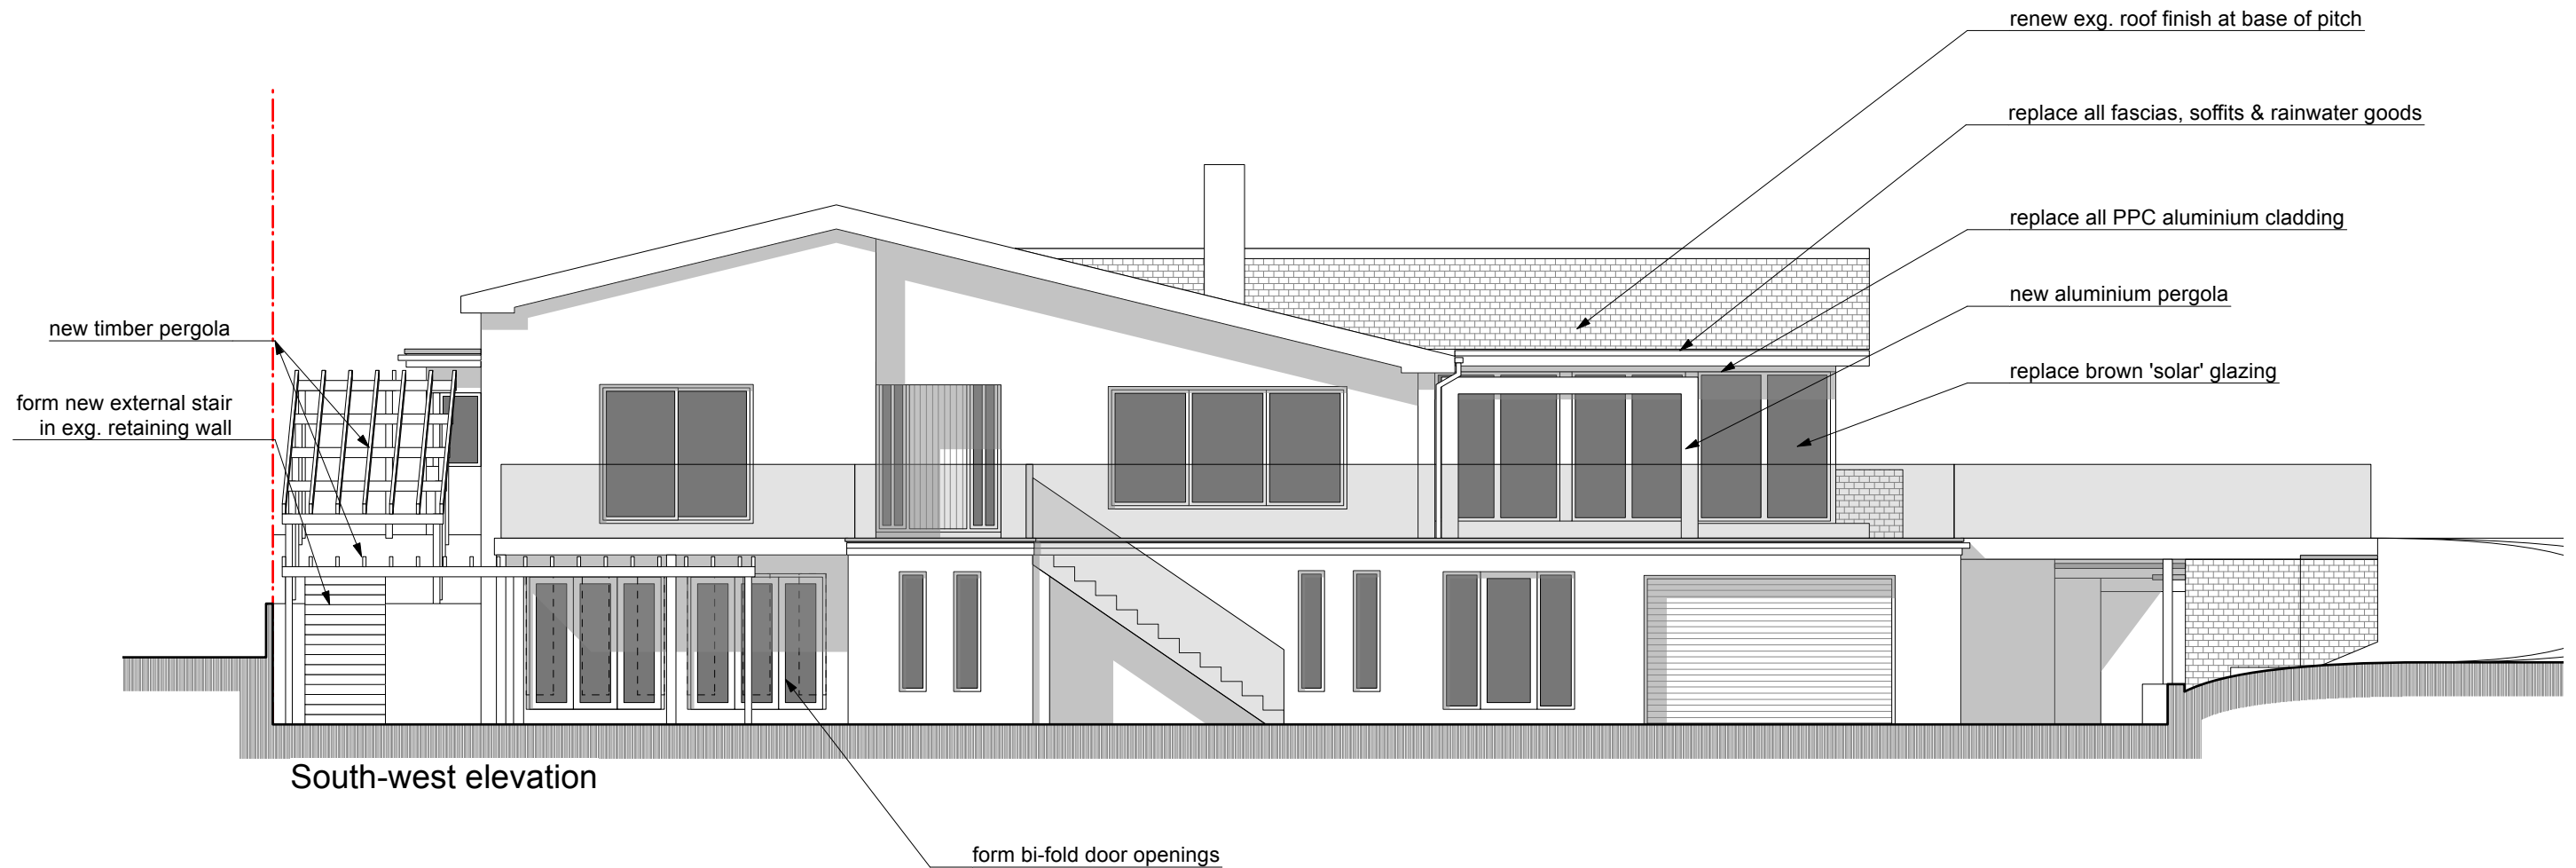 renew exg. roof finish at base of pitch
replace all fascias, soffits & rainwater goods
replace all PPC aluminium cladding
new aluminium pergola
replace brown 'solar' glazing
new timber pergola
form new external stair
in exg. retaining wall
South-west elevation
form bi-fold door openings